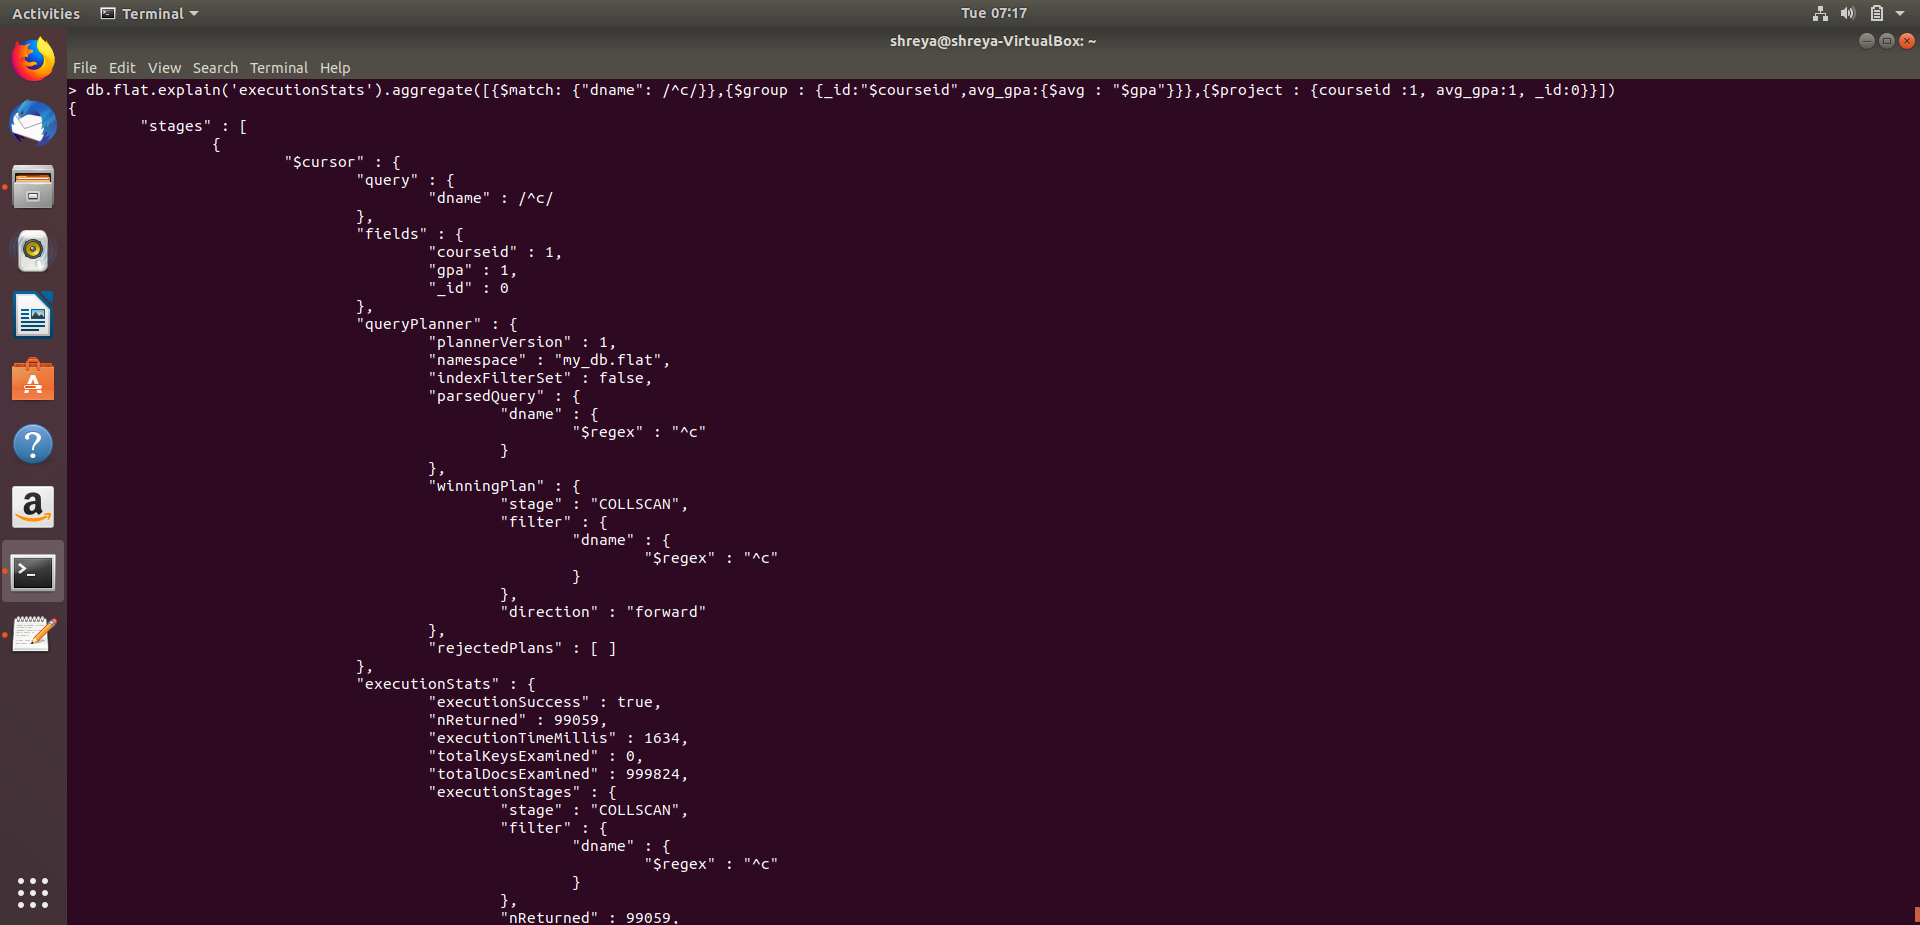 Activities
Terminal
Tue 07:17
shreya@shreya-VirtualBox: ~
File Edit View Search Terminal Help
> db.flat.explain('executionStats').aggregate([{$match: {"dname": /^c/}},{$group : {_id:"$courseid",avg_gpa:{$avg : "$gpa"}}},{$project : {courseid :1, avg_gpa:1, _id:0}}])
{
        "stages" : [
                {
                        "$cursor" : {
                                "query" : {
                                        "dname" : /^c/
                                },
                                "fields" : {
                                        "courseid" : 1,
                                        "gpa" : 1,
                                        "_id" : 0
                                },
                                "queryPlanner" : {
                                        "plannerVersion" : 1,
                                        "namespace" : "my_db.flat",
                                        "indexFilterSet" : false,
                                        "parsedQuery" : {
                                                "dname" : {
                                                        "$regex" : "^c"
                                                }
                                        },
                                        "winningPlan" : {
                                                "stage" : "COLLSCAN",
                                                "filter" : {
                                                        "dname" : {
                                                                "$regex" : "^c"
                                                        }
                                                },
                                                "direction" : "forward"
                                        },
                                        "rejectedPlans" : [ ]
                                },
                                "executionStats" : {
                                        "executionSuccess" : true,
                                        "nReturned" : 99059,
                                        "executionTimeMillis" : 1634,
                                        "totalKeysExamined" : 0,
                                        "totalDocsExamined" : 999824,
                                        "executionStages" : {
                                                "stage" : "COLLSCAN",
                                                "filter" : {
                                                        "dname" : {
                                                                "$regex" : "^c"
                                                        }
                                                },
                                                "nReturned" : 99059,